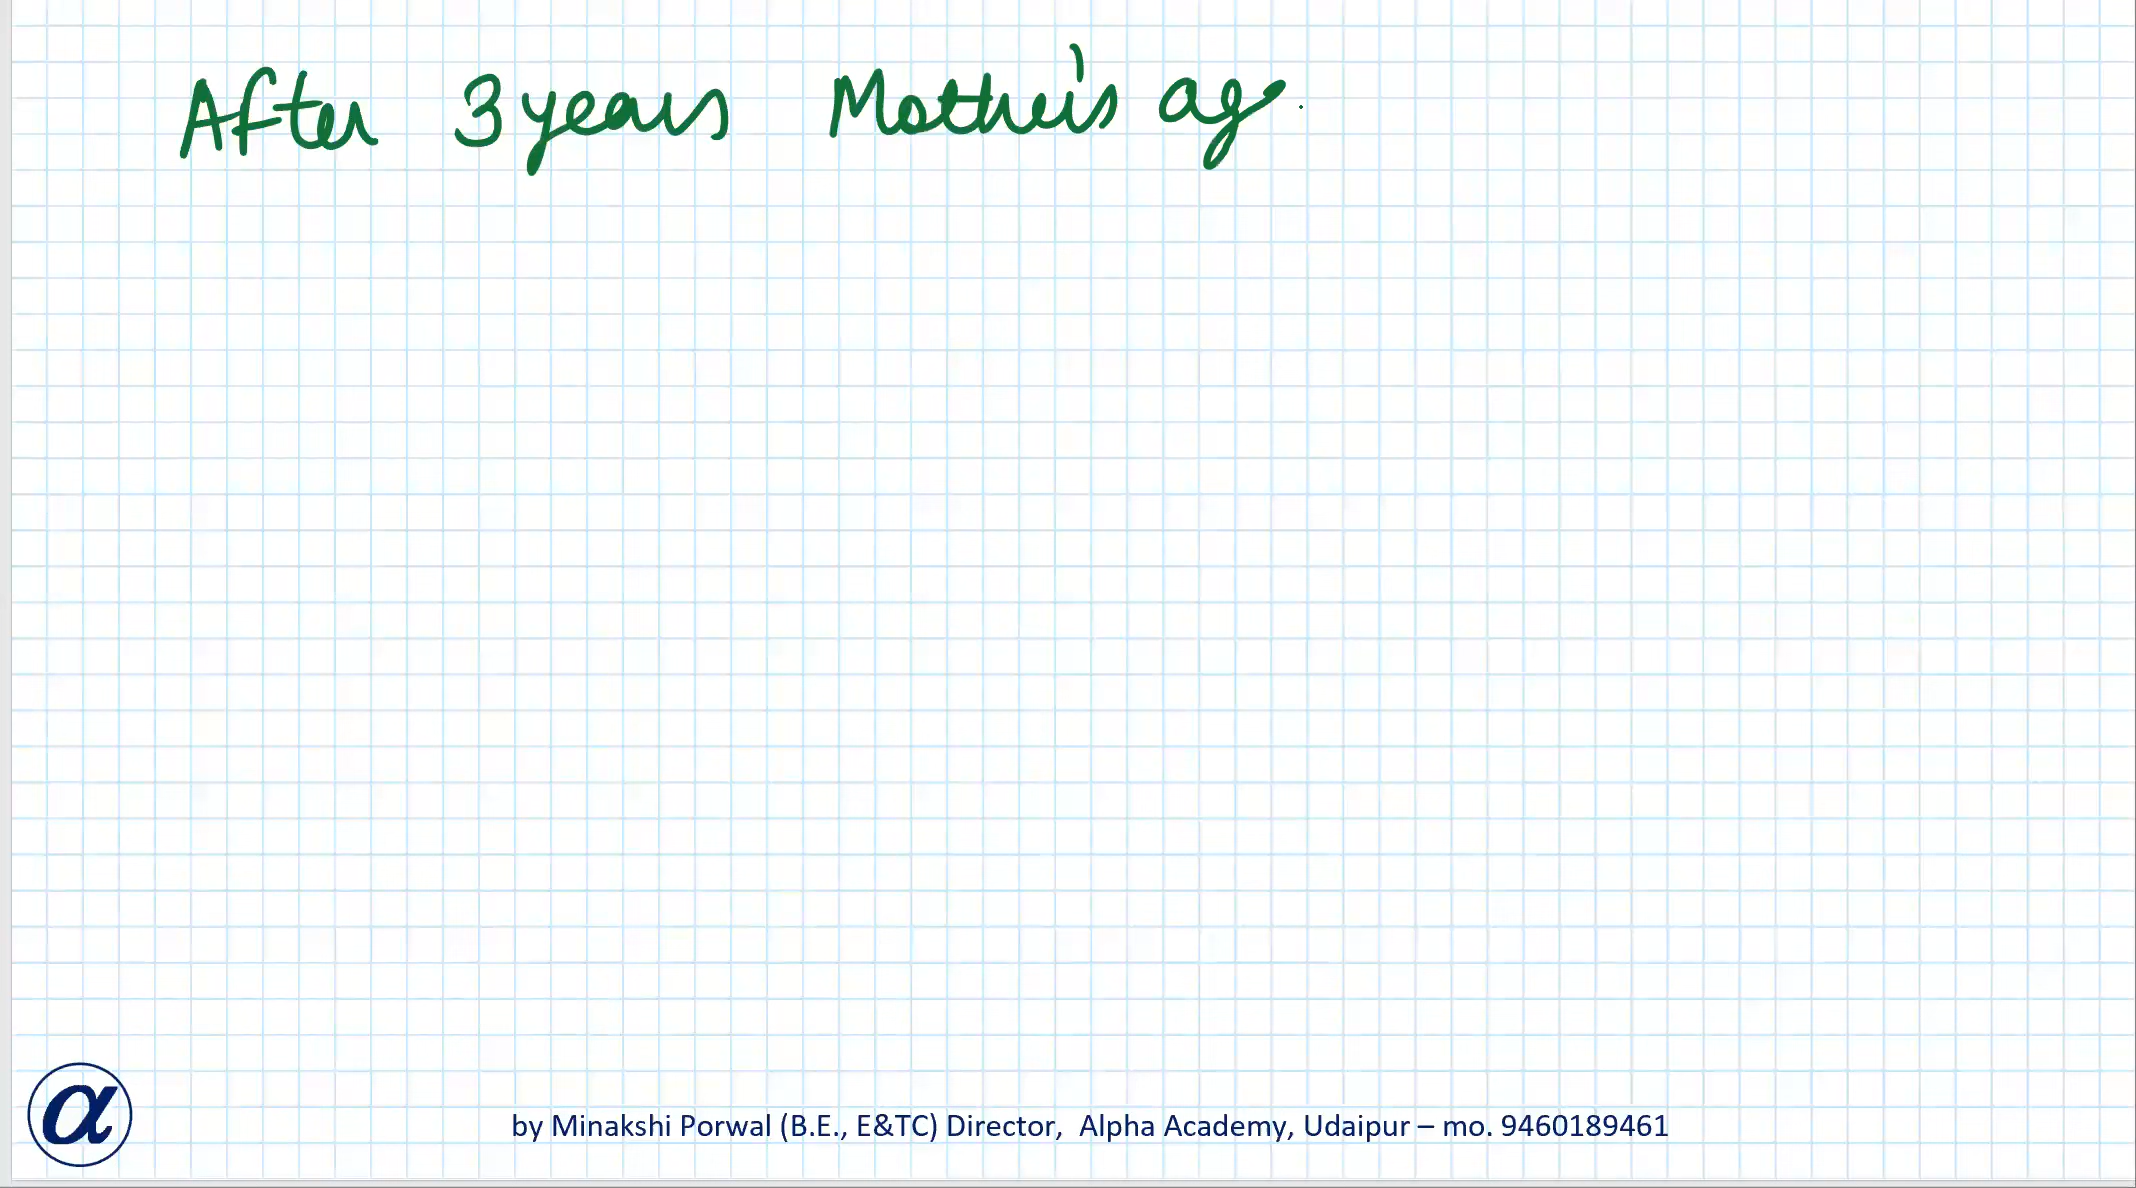 After 3 years Mother's age
α
by Minakshi Porwal (B.E., E&TC) Director, Alpha Academy, Udaipur – mo. 9460189461